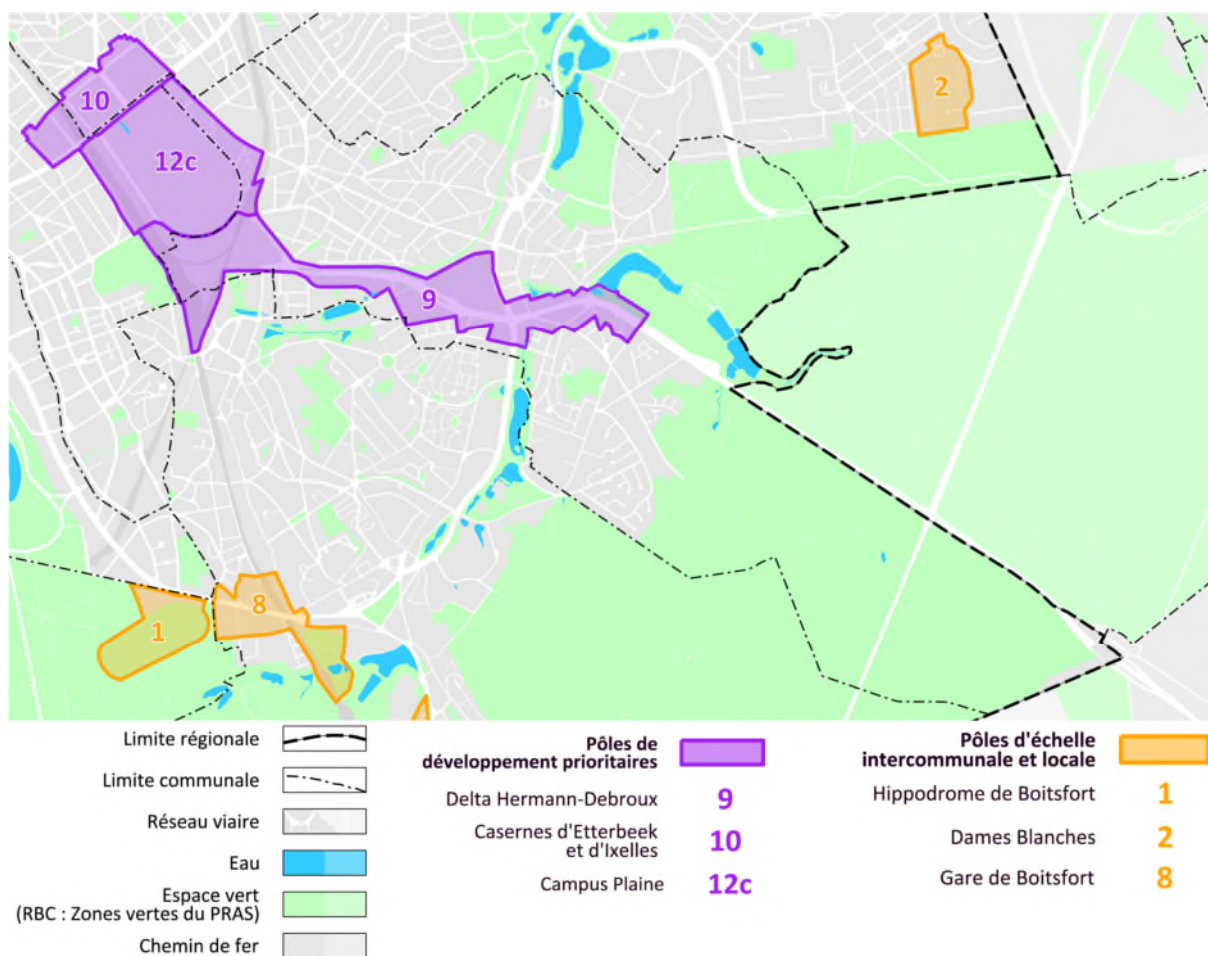 10
12c
2
9
8
1
Limite régionale
Limite communale
Réseau viaire
Eau
Espace vert
(RBC : Zones vertes du PRAS)
Chemin de fer
Pôles de
développement prioritaires
Delta Hermann-Debroux 9
Casernes d'Etterbeek
et d'Ixelles 10
Campus Plaine 12c
Pôles d'échelle
intercommunale et locale
Hippodrome de Boitsfort 1
Dames Blanches 2
Gare de Boitsfort 8